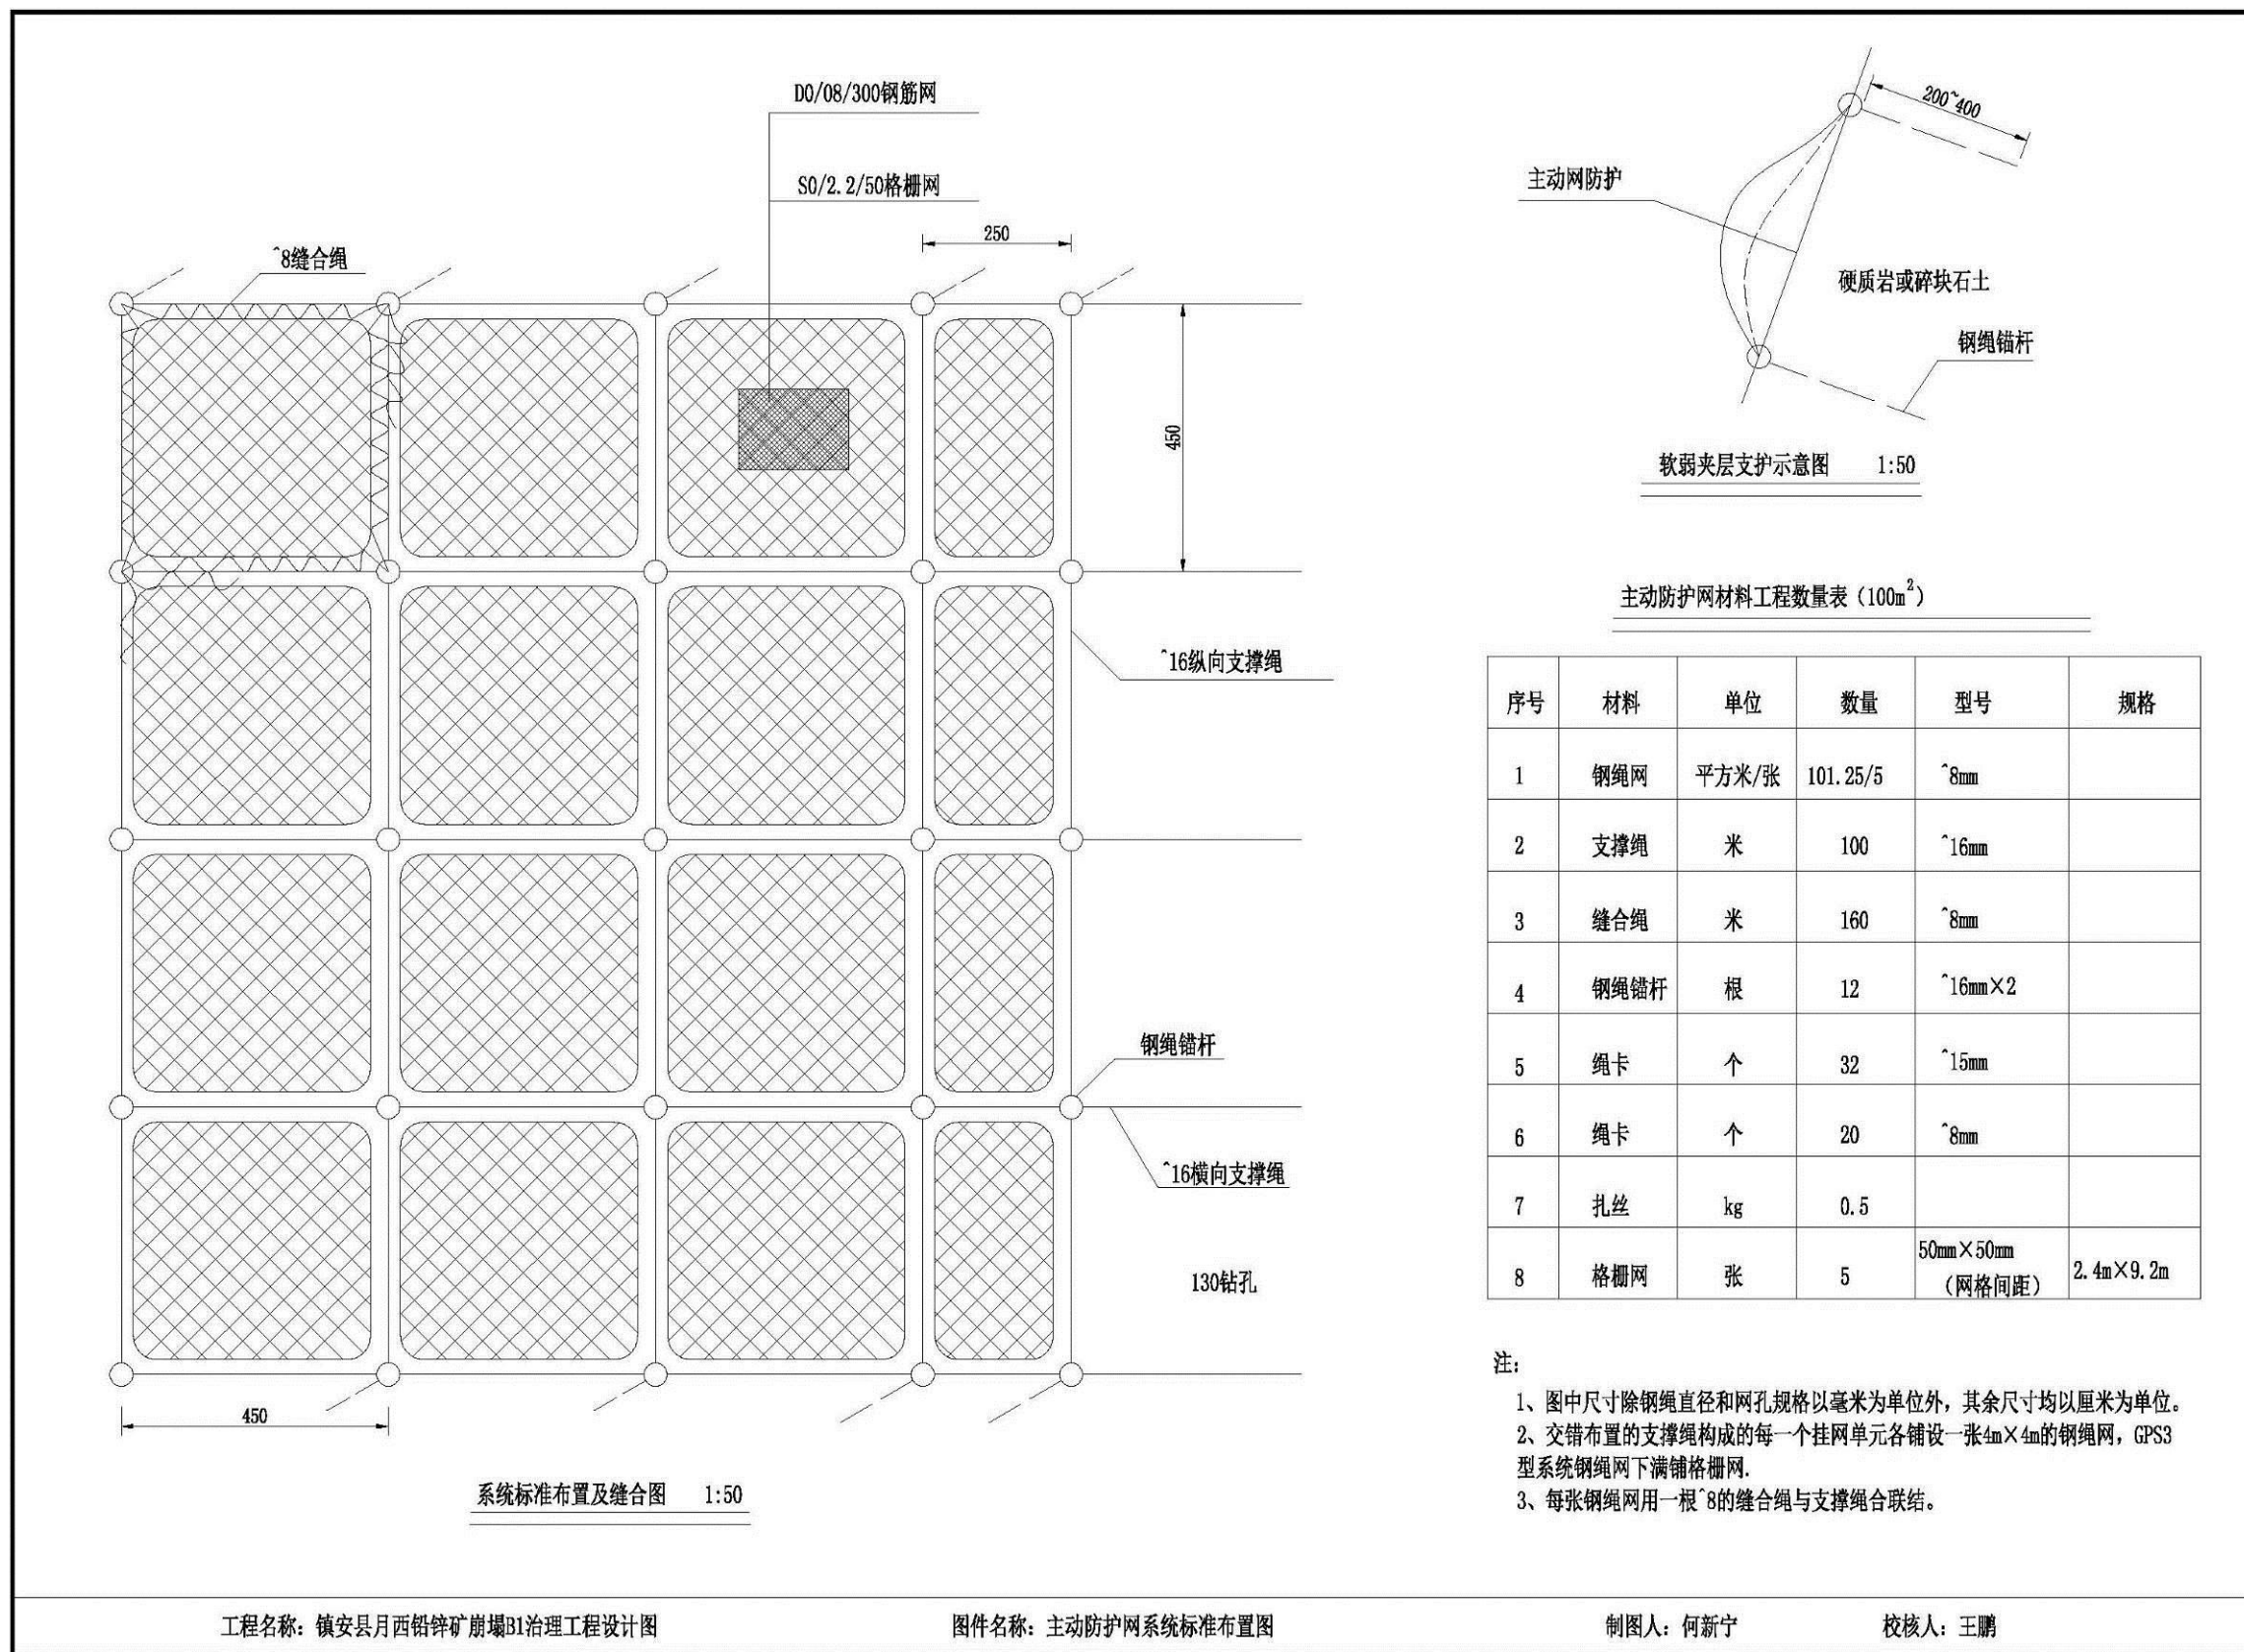 D0/08/300钢筋网
S0/2.2/50格栅网
^8缝合绳
250
450
^16纵向支撑绳
钢绳锚杆
^16横向支撑绳
130钻孔
450
系统标准布置及缝合图 1:50
200~400
主动网防护
硬质岩或碎块石土
钢绳锚杆
软弱夹层支护示意图 1:50
主动防护网材料工程数量表（100m²）
序号 材料 单位 数量 型号 规格
1 钢绳网 平方米/张 101.25/5 ^8mm
2 支撑绳 米 100 ^16mm
3 缝合绳 米 160 ^8mm
4 钢绳锚杆 根 12 ^16mm×2
5 绳卡 个 32 ^15mm
6 绳卡 个 20 ^8mm
7 扎丝 kg 0.5
8 格栅网 张 5 50mm×50mm（网格间距） 2.4m×9.2m
注：
1、图中尺寸除钢绳直径和网孔规格以毫米为单位外，其余尺寸均以厘米为单位。
2、交错布置的支撑绳构成的每一个挂网单元各铺设一张4m×4m的钢绳网，GPS3
型系统钢绳网下满铺格栅网.
3、每张钢绳网用一根^8的缝合绳与支撑绳合联结。
工程名称：镇安县月西铅锌矿崩塌B1治理工程设计图 图件名称：主动防护网系统标准布置图 制图人：何新宁 校核人：王鹏